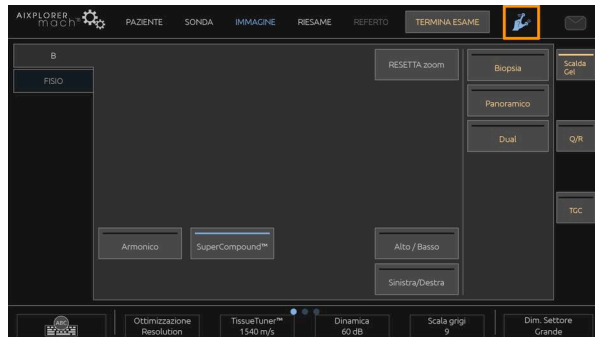 AIXPLORER
mach®
PAZIENTE SONDA IMMAGINE RIESAME REFERTO TERMINA ESAME
B
FISIO
RESETTA zoom
Biopsia
Scalda
Gel
Panoramico
Dual
Q/R
TGC
Armonico
SuperCompound™
Alto / Basso
Sinistra/Destra
ABC
Ottimizzazione
Resolution
TissueTuner™
1540 m/s
Dinamica
60 dB
Scala grigi
9
Dim. Settore
Grande